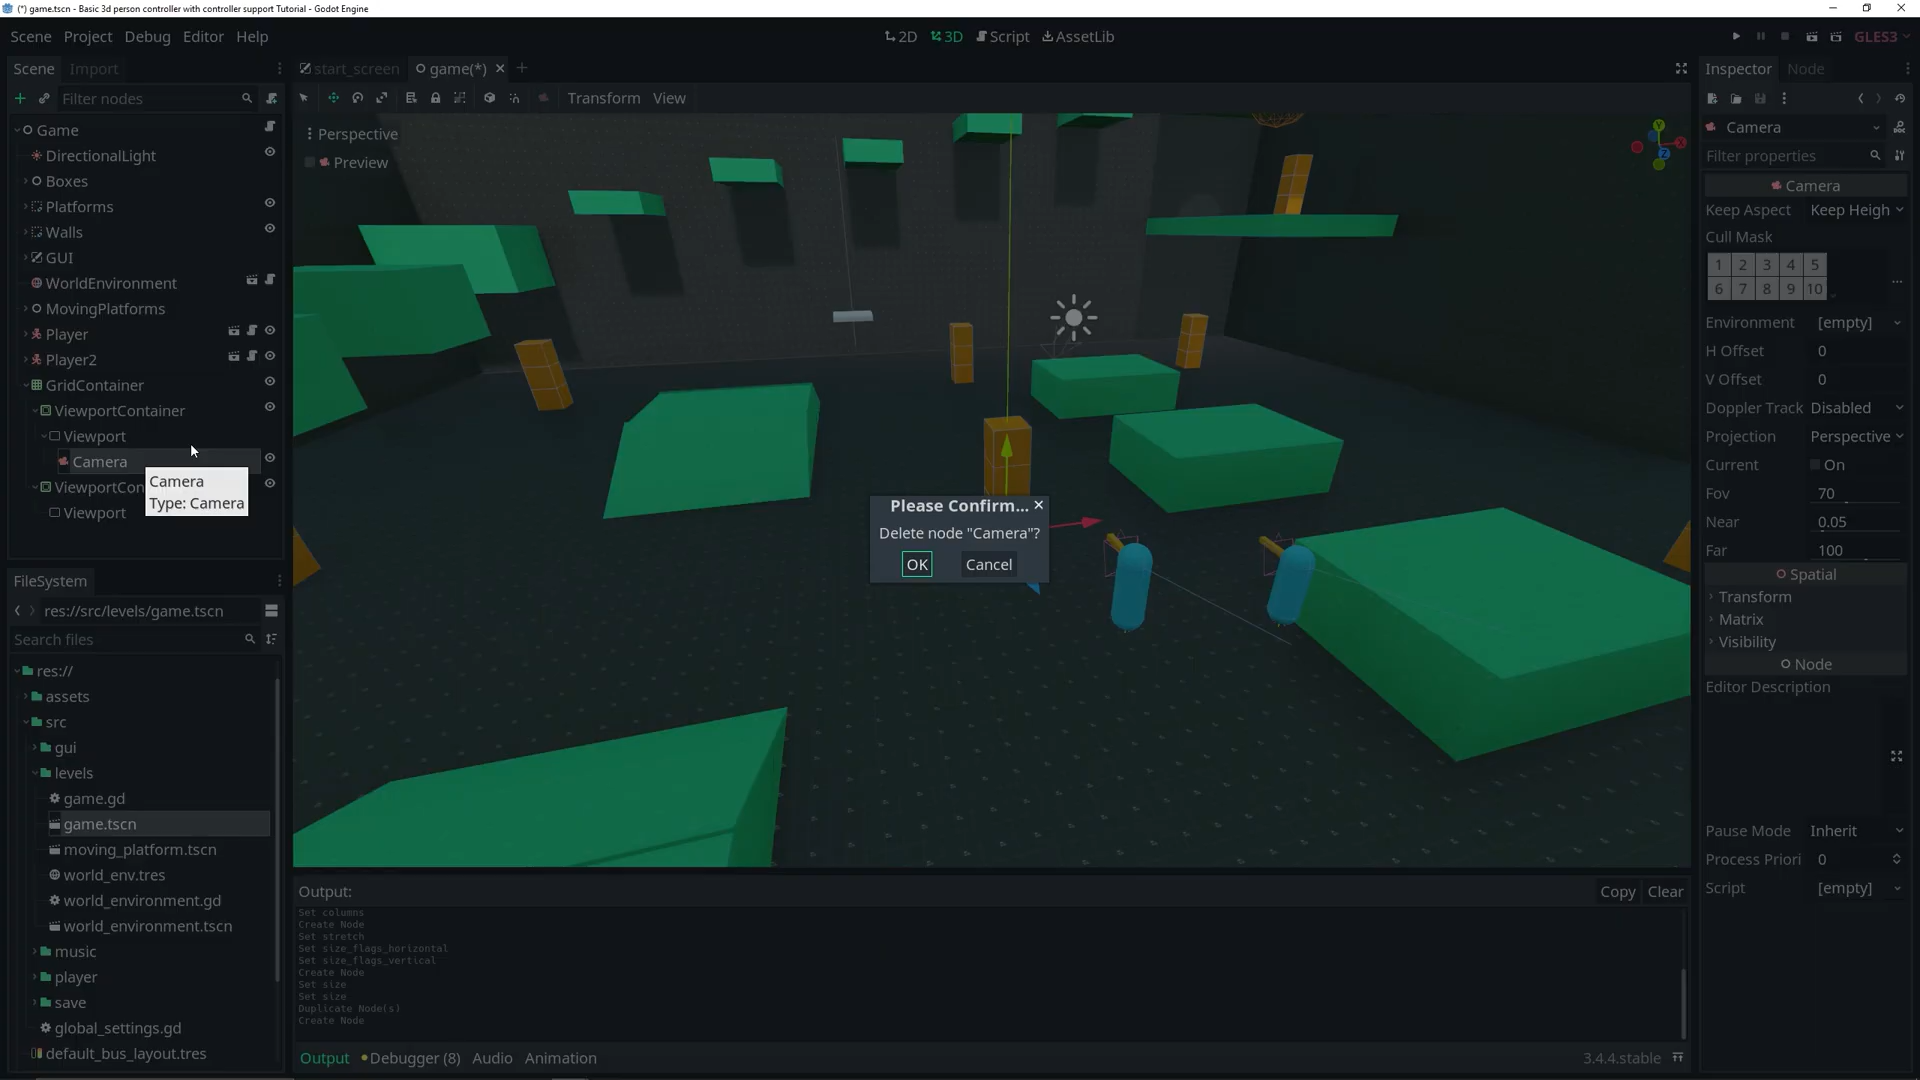 (*) game.tscn - Basic 3d person controller with controller support Tutorial - Godot Engine
Scene Project Debug Editor Help
2D 3D Script AssetLib
GLES3
Scene Import
start_screen game(*)
Inspector Node
Filter nodes
Transform View
Game
Perspective
Camera
DirectionalLight
Preview
Filter properties
Boxes
Camera
Platforms
Keep Aspect Keep Heigh
Walls
Cull Mask
GUI
1 2 3 4 5
WorldEnvironment
6 7 8 9 10
MovingPlatforms
Environment [empty]
Player
H Offset 0
Player2
V Offset 0
GridContainer
Doppler Track Disabled
ViewportContainer
Projection Perspective
Viewport
Current On
Camera
Fov 70
Camera
Type: Camera
ViewportCon
Near 0.05
Viewport
Far 100
Please Confirm...
Delete node "Camera"?
OK Cancel
Spatial
Transform
Matrix
Visibility
Node
Editor Description
Pause Mode Inherit
Process Priori 0
Script [empty]
FileSystem
res://src/levels/game.tscn
Search files
res://
assets
src
gui
levels
game.gd
game.tscn
moving_platform.tscn
world_env.tres
world_environment.gd
world_environment.tscn
music
player
save
global_settings.gd
default_bus_layout.tres
Output:
Copy Clear
Set columns
Create Node
Set stretch
Set size_flags_horizontal
Set size_flags_vertical
Create Node
Set size
Set size
Duplicate Node(s)
Create Node
Output Debugger (8) Audio Animation
3.4.4.stable
X
Y
Z